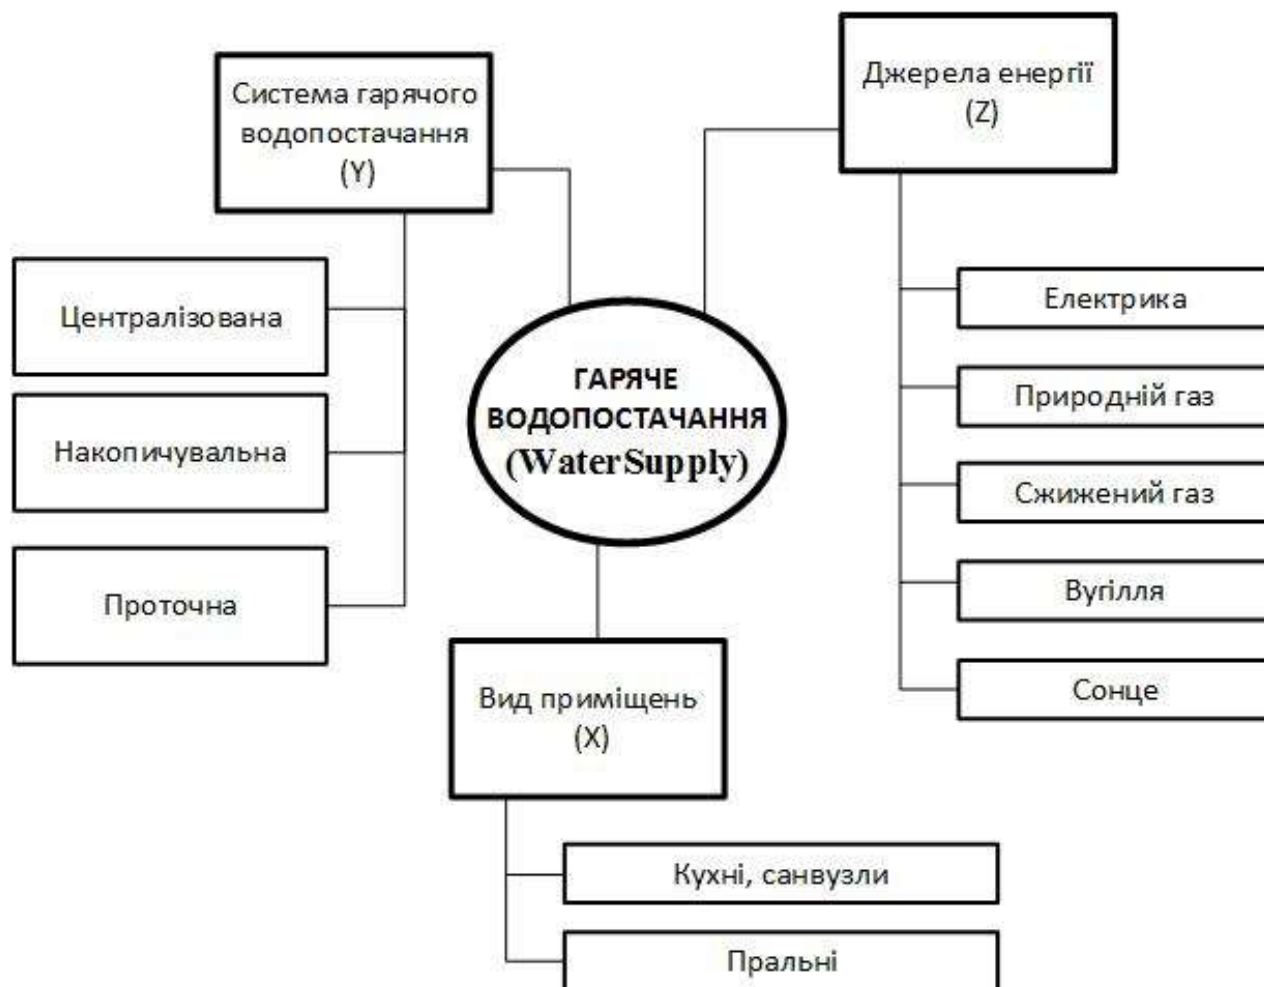 Система гарячого
водопостачання
(Y)
Джерела енергії
(Z)
Централізована
Накопичувальна
Проточна
ГАРЯЧЕ
ВОДОПОСТАЧАННЯ
(WaterSupply)
Електрика
Природній газ
Сжижений газ
Вугілля
Сонце
Вид приміщень
(X)
Кухні, санвузли
Пральні